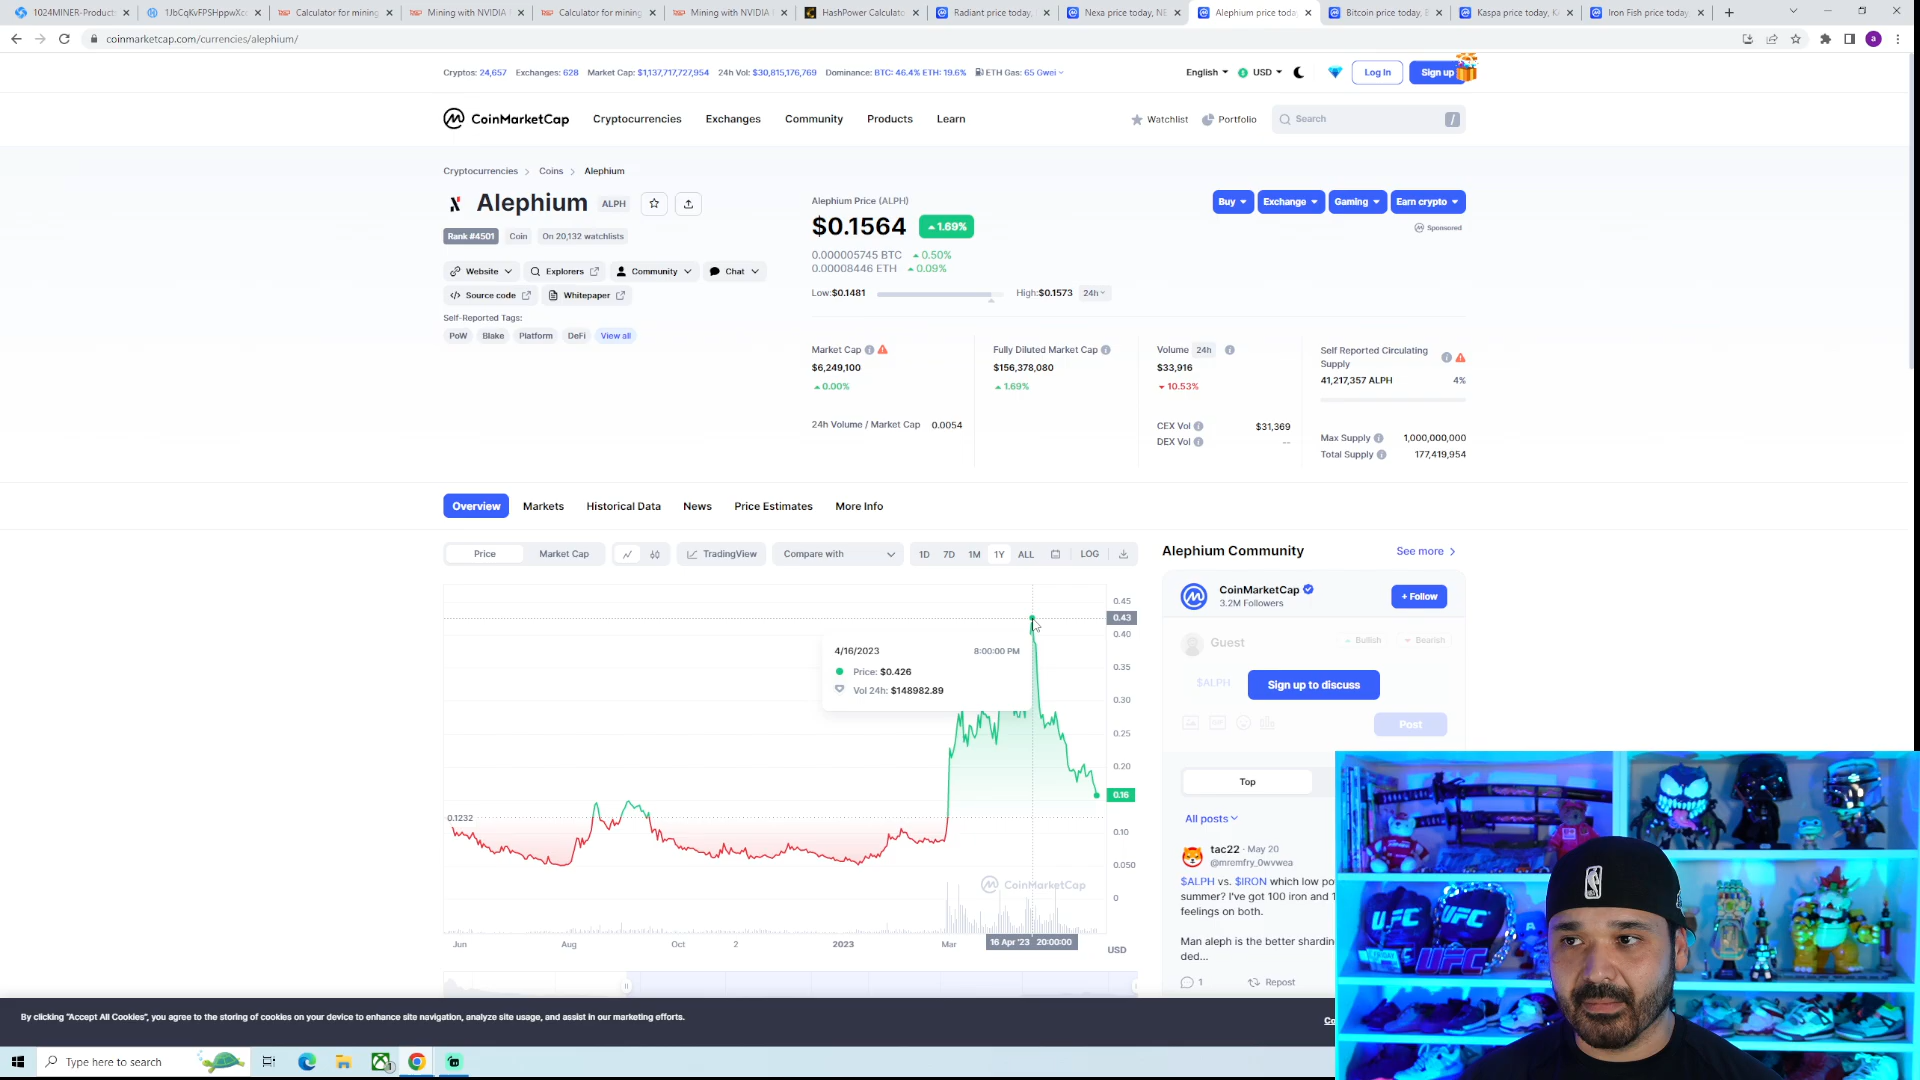 1024MINER-Product
1JbCqKvFPSHppwXc
Calculator for mining
Mining with NVIDIA
Calculator for mining
Mining with NVIDIA
HashPower Calculato
Radiant price today,
Nexa price today, NE
Alephium price today
Bitcoin price today, B
Kaspa price today, K
Iron Fish price today
coinmarketcap.com/currencies/alephium/
a
Cryptos: 24,657 Exchanges: 628 Market Cap: $1,137,717,727,954 24h Vol: $30,815,176,769 Dominance: BTC: 46.4% ETH: 19.6% ETH Gas: 65 Gwei
English USD Log In Sign up
CoinMarketCap Cryptocurrencies Exchanges Community Products Learn
Watchlist Portfolio Search /
Cryptocurrencies > Coins > Alephium
Alephium ALPH
Rank #4501 Coin On 20,132 watchlists
Website Explorers Community Chat
Source code Whitepaper
Self-Reported Tags:
PoW Blake Platform DeFi View all
Alephium Price (ALPH)
$0.1564 1.69%
0.000005745 BTC 0.50%
0.00008446 ETH 0.09%
Low:$0.1481 High:$0.1573 24h
Buy Exchange Gaming Earn crypto
Sponsored
Market Cap
$6,249,100
0.00%
24h Volume / Market Cap 0.0054
Fully Diluted Market Cap
$156,378,080
1.69%
Volume 24h
$33,916
10.53%
CEX Vol $31,369
DEX Vol --
Self Reported Circulating
Supply
41,217,357 ALPH 4%
Max Supply 1,000,000,000
Total Supply 177,419,954
Overview Markets Historical Data News Price Estimates More Info
Price Market Cap TradingView Compare with 1D 7D 1M 1Y ALL LOG
0.45
0.43
0.40
0.35
0.30
0.25
0.20
0.16
0.10
0.050
0
USD
0.1232
4/16/2023 8:00:00 PM
Price: $0.426
Vol 24h: $148982.89
CoinMarketCap
Jun Aug Oct 2 2023 Mar 16 Apr '23 20:00:00
Alephium Community See more >
CoinMarketCap
3.2M Followers
+ Follow
Guest Bullish Bearish
$ALPH
Sign up to discuss
Post
Top
All posts
tac22 · May 20
@mremfry_0wvwea
$ALPH vs. $IRON which low po
summer? I've got 100 iron and 1
feelings on both.
Man aleph is the better shardin
ded...
1 Repost
By clicking "Accept All Cookies", you agree to the storing of cookies on your device to enhance site navigation, analyze site usage, and assist in our marketing efforts.
Co
Type here to search
UFC
UFC
UFC